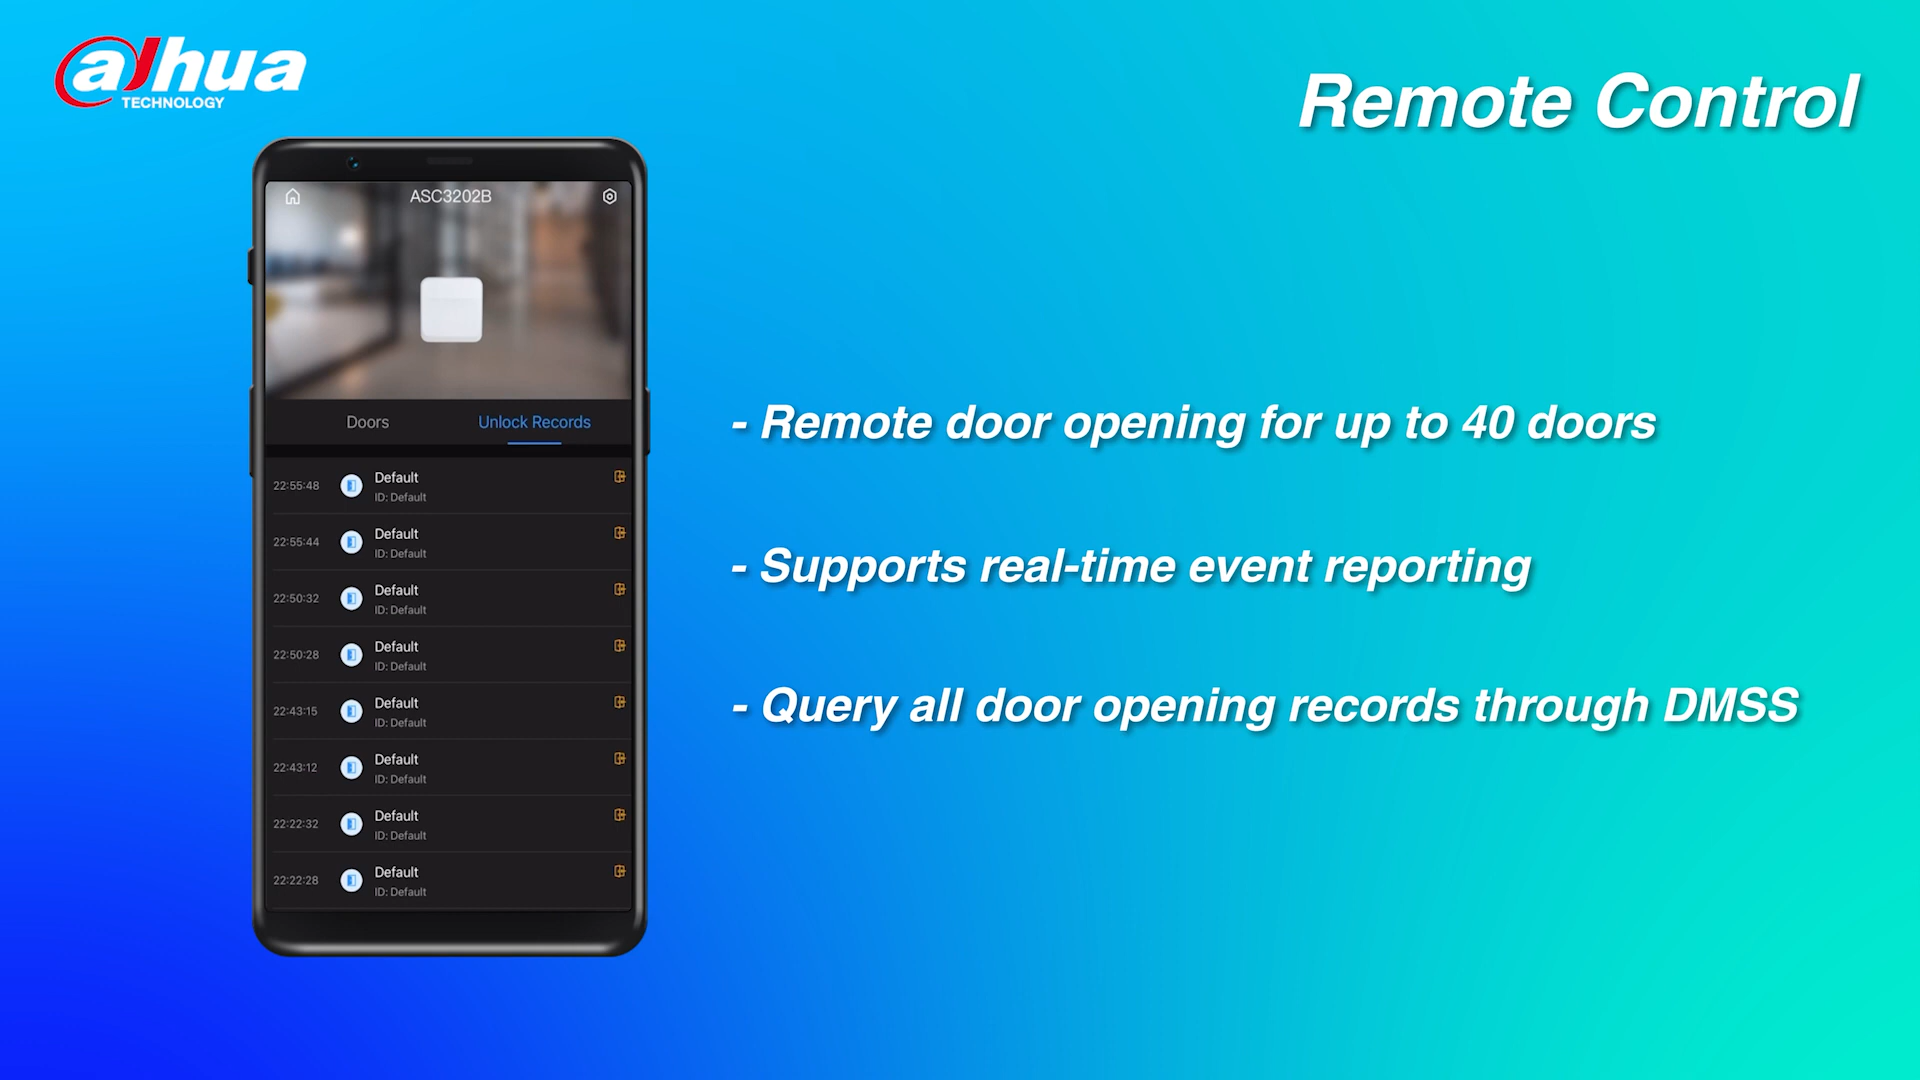 alhua
TECHNOLOGY
Remote Control
ASC3202B
Doors
Unlock Records
22:55:48
Default
ID: Default
22:55:44
Default
ID: Default
22:50:32
Default
ID: Default
22:50:28
Default
ID: Default
22:43:15
Default
ID: Default
22:43:12
Default
ID: Default
22:22:32
Default
ID: Default
22:22:28
Default
ID: Default
- Remote door opening for up to 40 doors
- Supports real-time event reporting
- Query all door opening records through DMSS